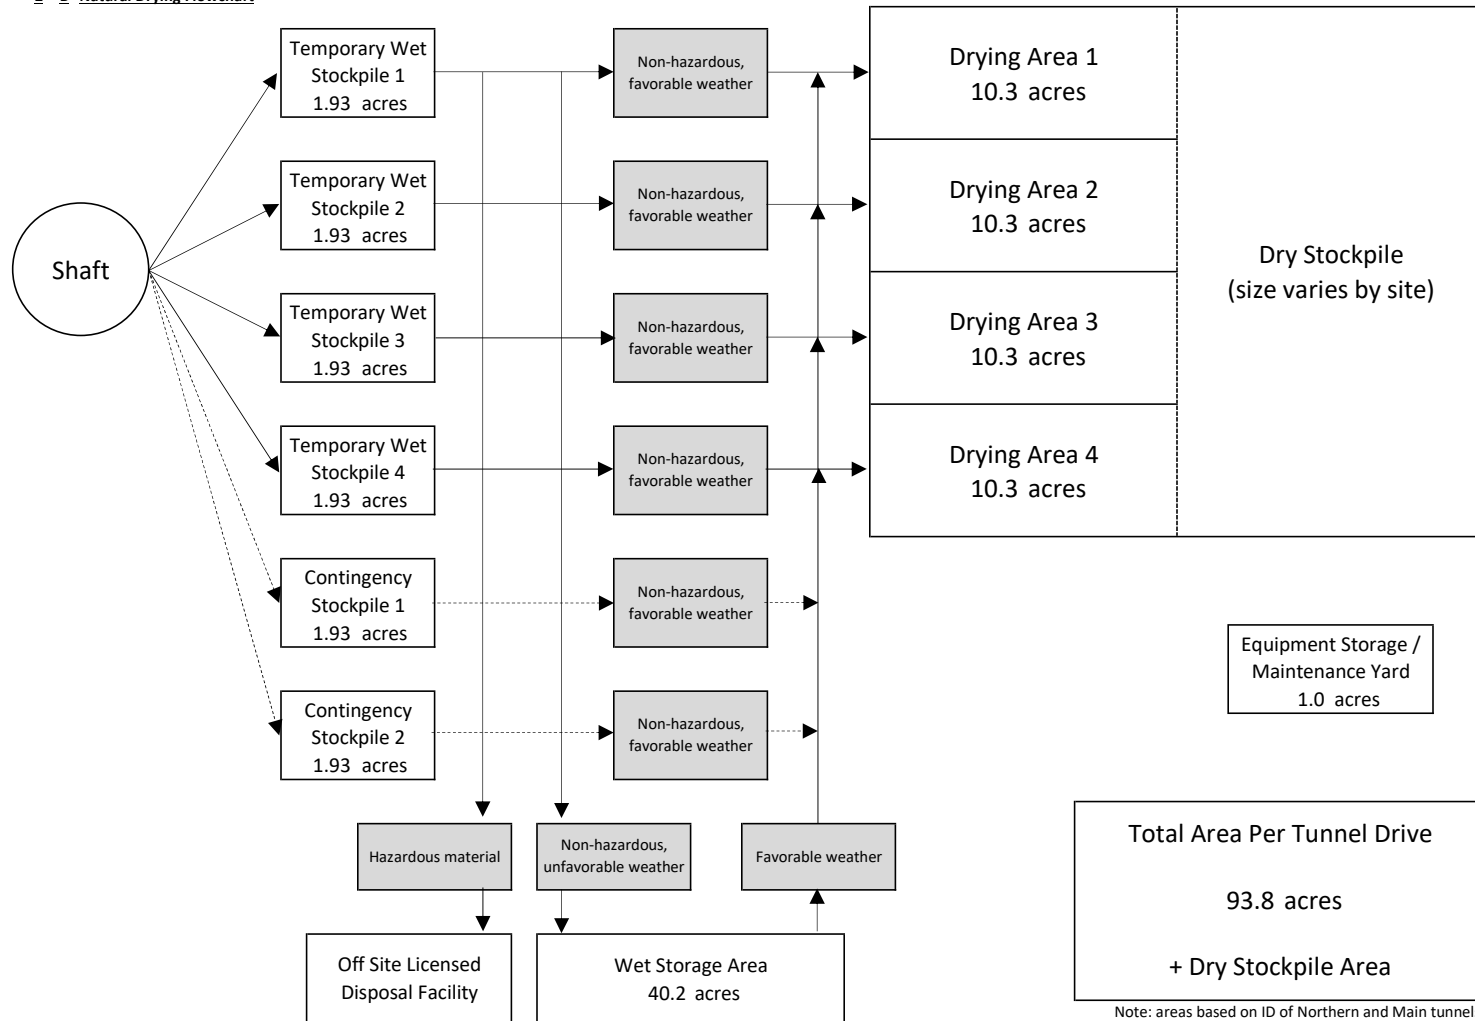 Natural Drying Flowchart
Shaft
Temporary Wet
Stockpile 1
1.93 acres
Non-hazardous,
favorable weather
Drying Area 1
10.3 acres
Temporary Wet
Stockpile 2
1.93 acres
Non-hazardous,
favorable weather
Drying Area 2
10.3 acres
Temporary Wet
Stockpile 3
1.93 acres
Non-hazardous,
favorable weather
Drying Area 3
10.3 acres
Temporary Wet
Stockpile 4
1.93 acres
Non-hazardous,
favorable weather
Drying Area 4
10.3 acres
Dry Stockpile
(size varies by site)
Contingency
Stockpile 1
1.93 acres
Non-hazardous,
favorable weather
Contingency
Stockpile 2
1.93 acres
Non-hazardous,
favorable weather
Equipment Storage /
Maintenance Yard
1.0 acres
Hazardous material
Non-hazardous,
unfavorable weather
Favorable weather
Off Site Licensed
Disposal Facility
Wet Storage Area
40.2 acres
Total Area Per Tunnel Drive
93.8 acres
+ Dry Stockpile Area
Note: areas based on ID of Northern and Main tunnel